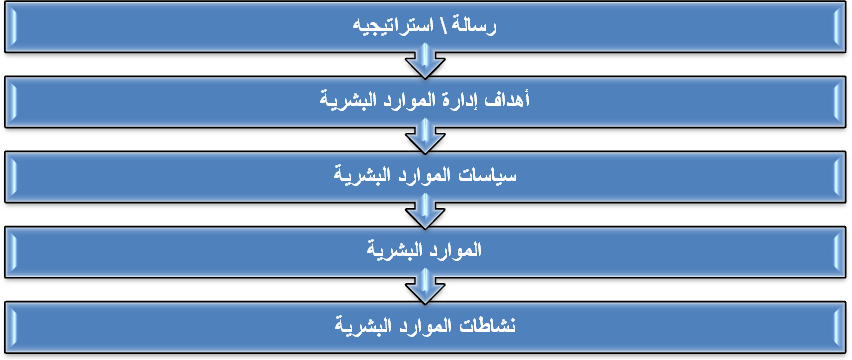 رسالة \ استراتيجيه
أهداف إدارة الموارد البشرية
سياسات الموارد البشرية
الموارد البشرية
نشاطات الموارد البشرية